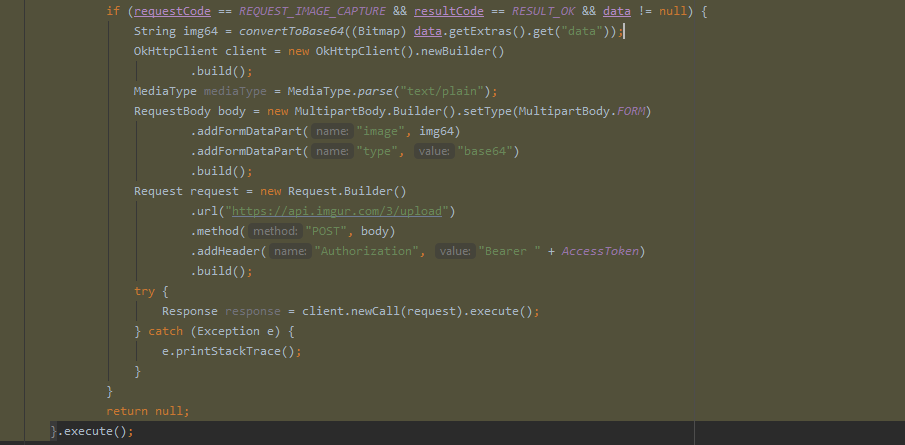 if (requestCode == REQUEST_IMAGE_CAPTURE && resultCode == RESULT_OK && data != null) {
String img64 = convertToBase64((Bitmap) data.getExtras().get("data"));
OkHttpClient client = new OkHttpClient().newBuilder()
.build();
MediaType mediaType = MediaType.parse("text/plain");
RequestBody body = new MultipartBody.Builder().setType(MultipartBody.FORM)
.addFormDataPart( name: "image", img64)
.addFormDataPart( name: "type", value: "base64")
.build();
Request request = new Request.Builder()
.url("https://api.imgur.com/3/upload")
.method( method: "POST", body)
.addHeader( name: "Authorization", value: "Bearer " + AccessToken)
.build();
try {
Response response = client.newCall(request).execute();
} catch (Exception e) {
e.printStackTrace();
}
}
return null;
}.execute();